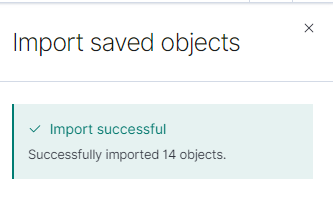 Import saved objects
Import successful
Successfully imported 14 objects.